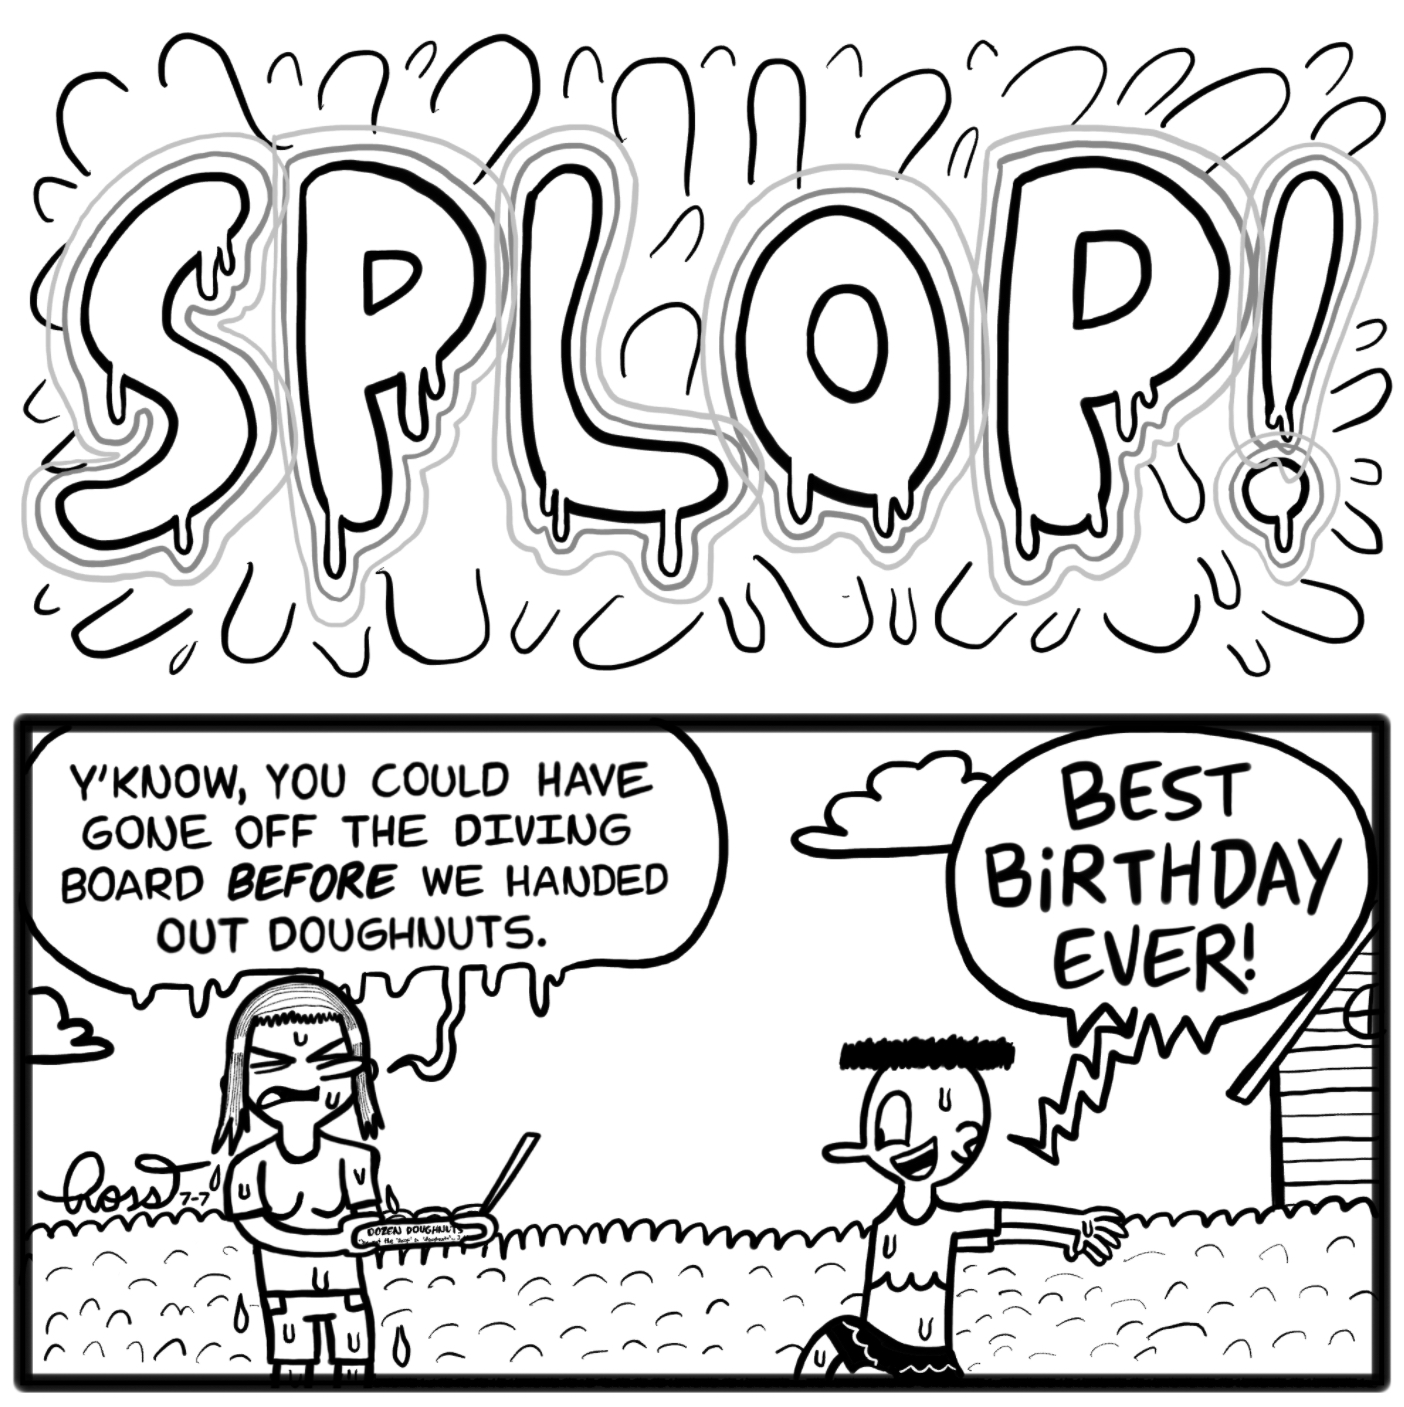 SPLOP!
Y'KNOW, YOU COULD HAVE
GONE OFF THE DIVING
BOARD BEFORE WE HANDED
OUT DOUGHNUTS.
BEST
BiRTHDAY
EVER!
Ross
7-7
DOZEN DOUGHNUTS